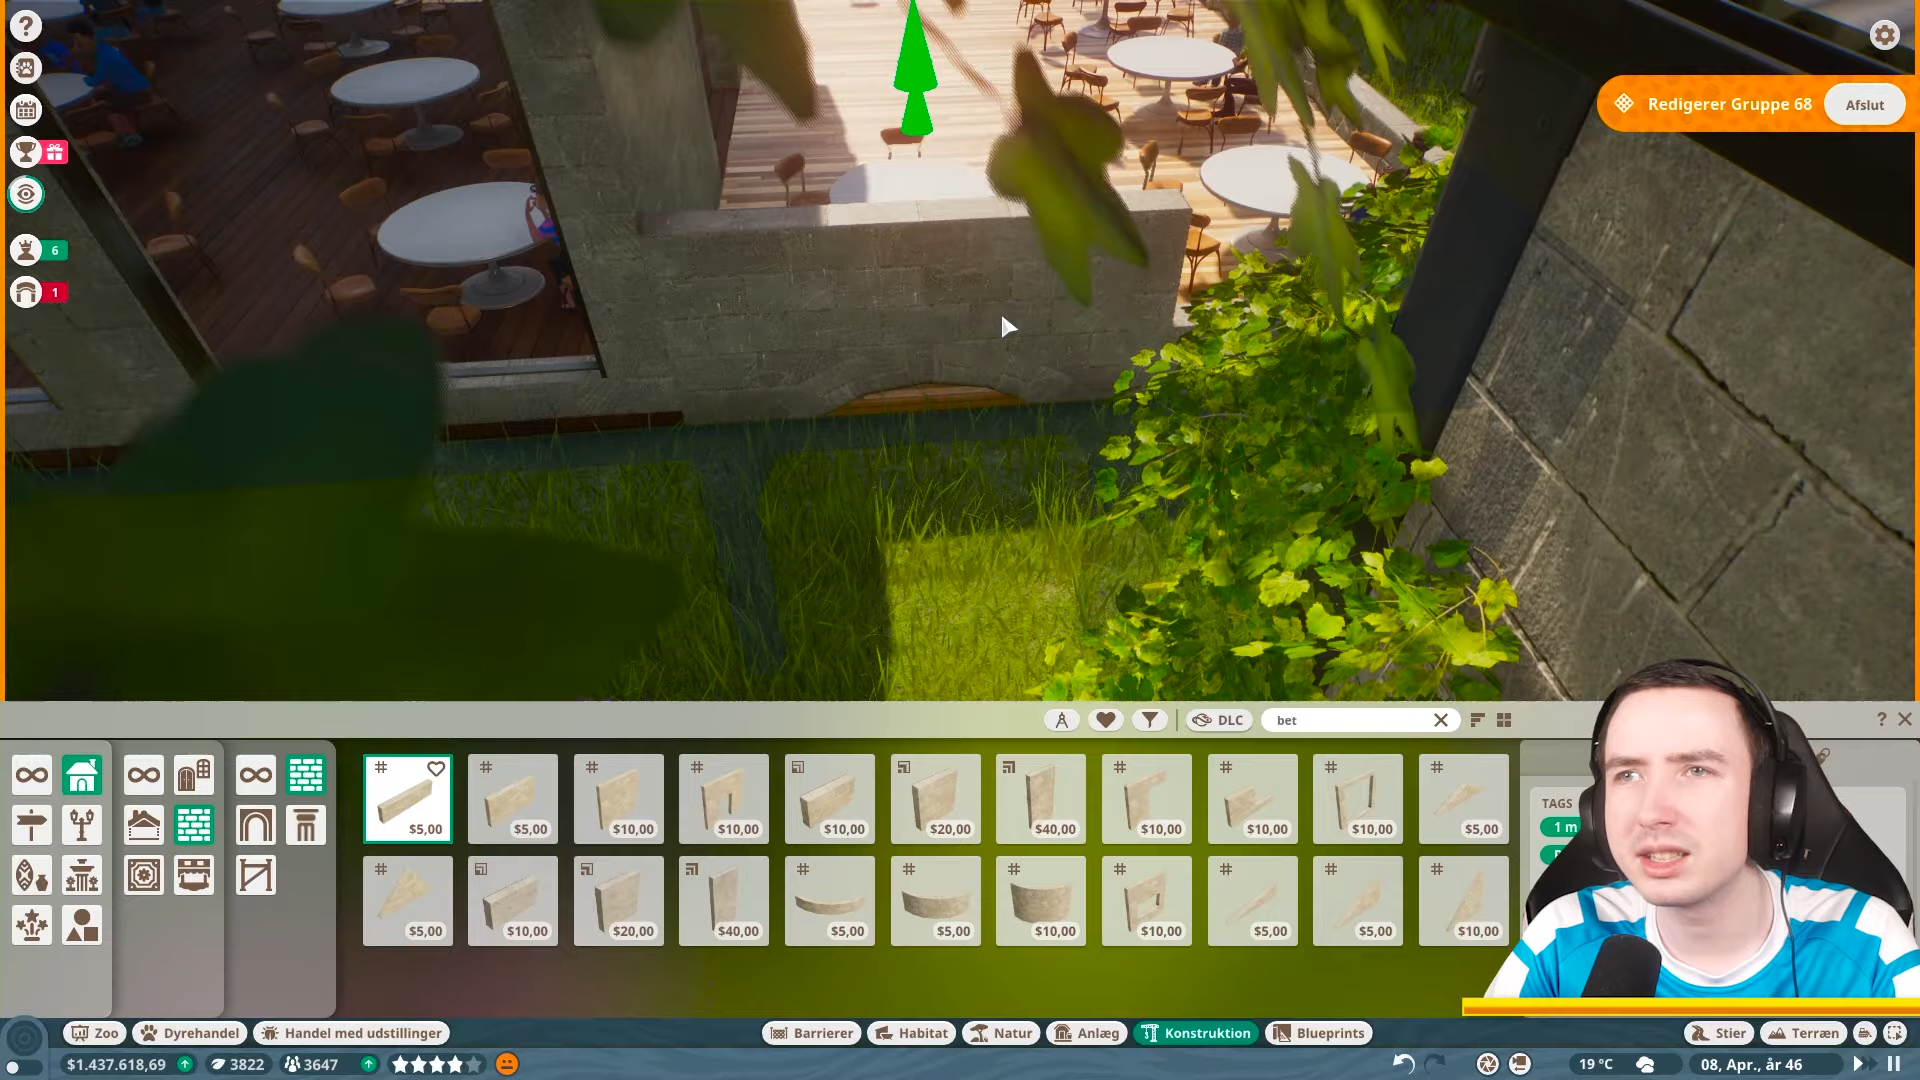 Redigerer Gruppe 68
Afslut
6
1
DLC
bet
?
$5,00
$5,00
$10,00
$10,00
$10,00
$20,00
$40,00
$10,00
$10,00
$10,00
$5,00
TAGS
1 m
$5,00
$10,00
$20,00
$40,00
$5,00
$5,00
$10,00
$10,00
$5,00
$5,00
$10,00
Zoo
Dyrehandel
Handel med udstillinger
Barrierer
Habitat
Natur
Anlæg
Konstruktion
Blueprints
Stier
Terræn
$1.437.618,69
3822
3647
19 °C
08, Apr., år 46